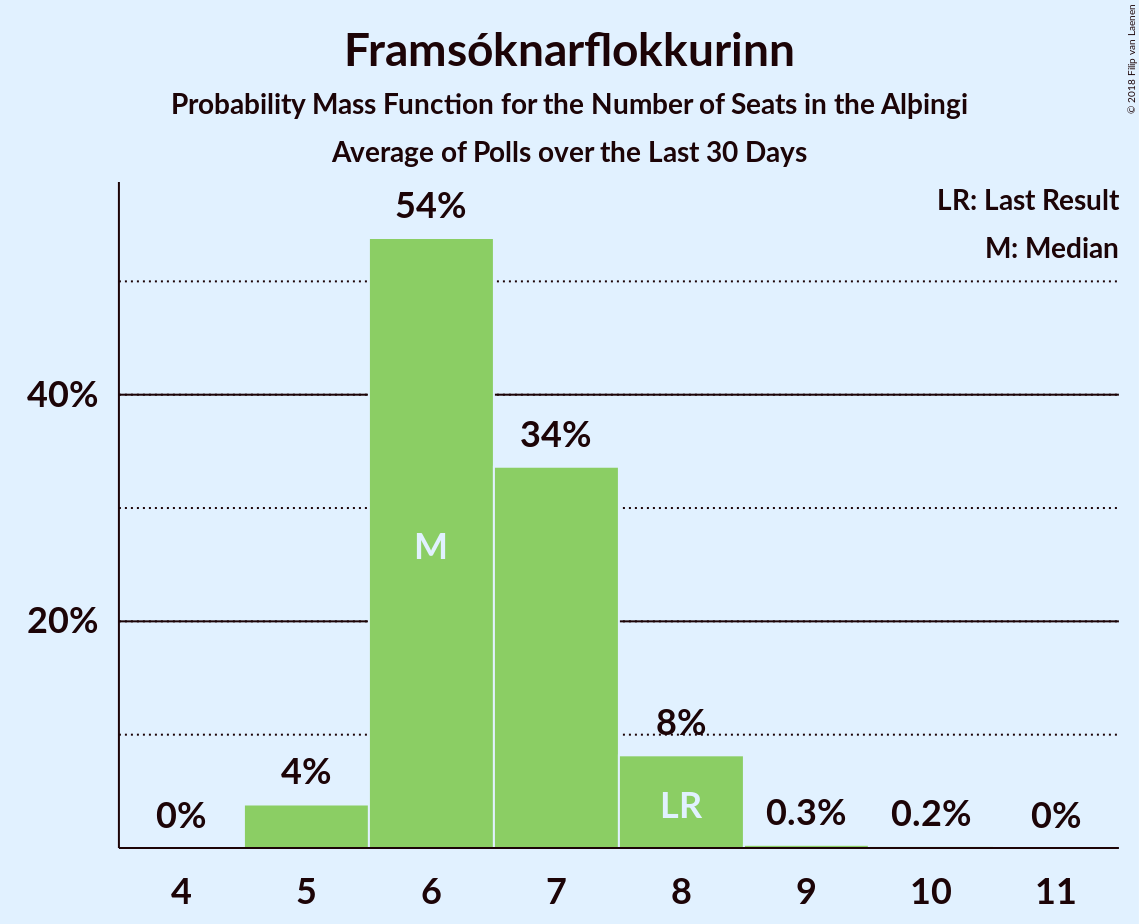 Framsóknarflokkurinn
Probability Mass Function for the Number of Seats in the Alþingi
Average of Polls over the Last 30 Days
© 2018 Filip van Laenen
LR: Last Result
M: Median
54%
40%
34%
M
20%
8%
4%
LR
0%
0.3%
0.2%
0%
4 5 6 7 8 9 10 11